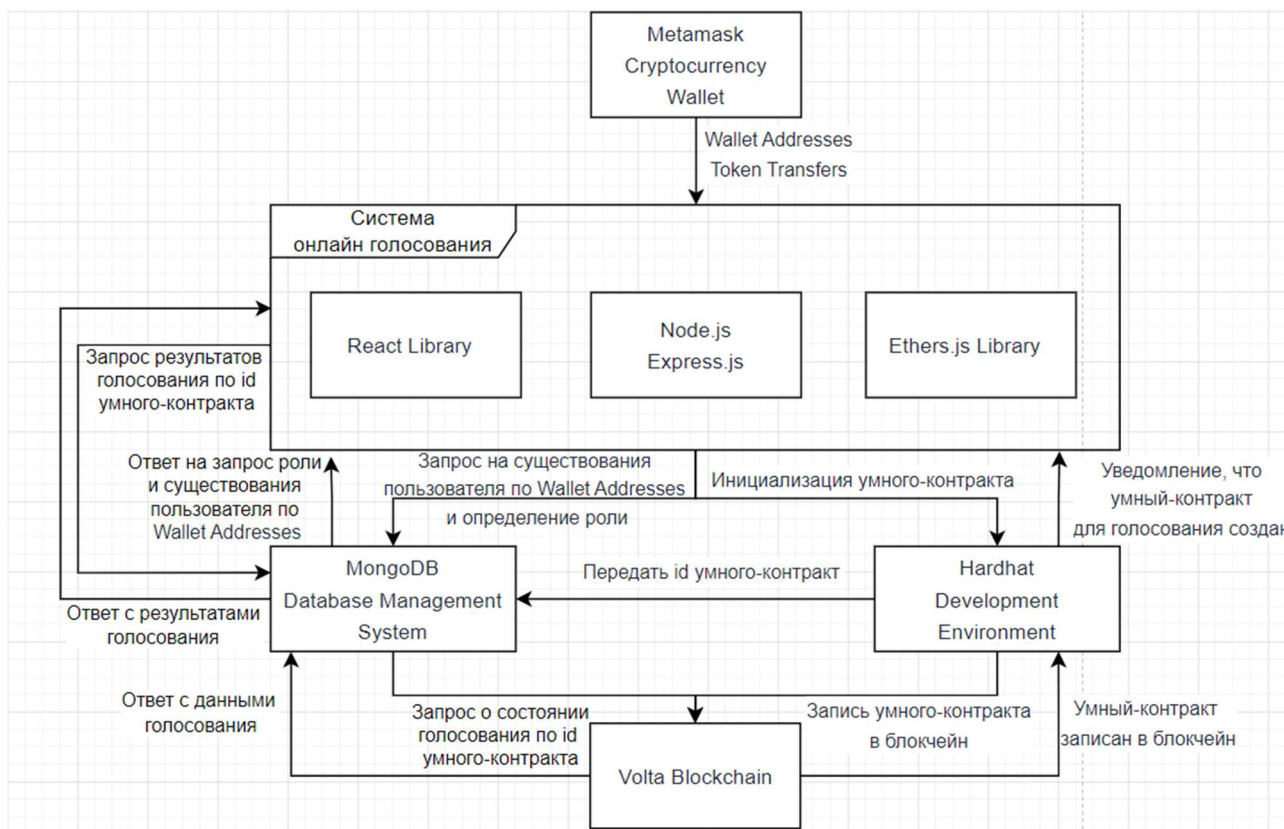 Metamask
Cryptocurrency
Wallet
Wallet Addresses
Token Transfers
Система
онлайн голосования
React Library
Node.js
Express.js
Ethers.js Library
Запрос результатов
голосования по id
умного-контракта
Ответ на запрос роли
и существования
пользователя по
Wallet Addresses
Запрос на существования
пользователя по Wallet Addresses
и определение роли
Инициализация умного-контракта
Уведомление, что
умный-контракт
для голосования создан
MongoDB
Database Management
System
Передать id умного-контракт
Hardhat
Development
Environment
Ответ с результатами
голосования
Ответ с данными
голосования
Запрос о состоянии
голосования по id
умного-контракта
Запись умного-контракта
в блокчейн
Умный-контракт
записан в блокчейн
Volta Blockchain